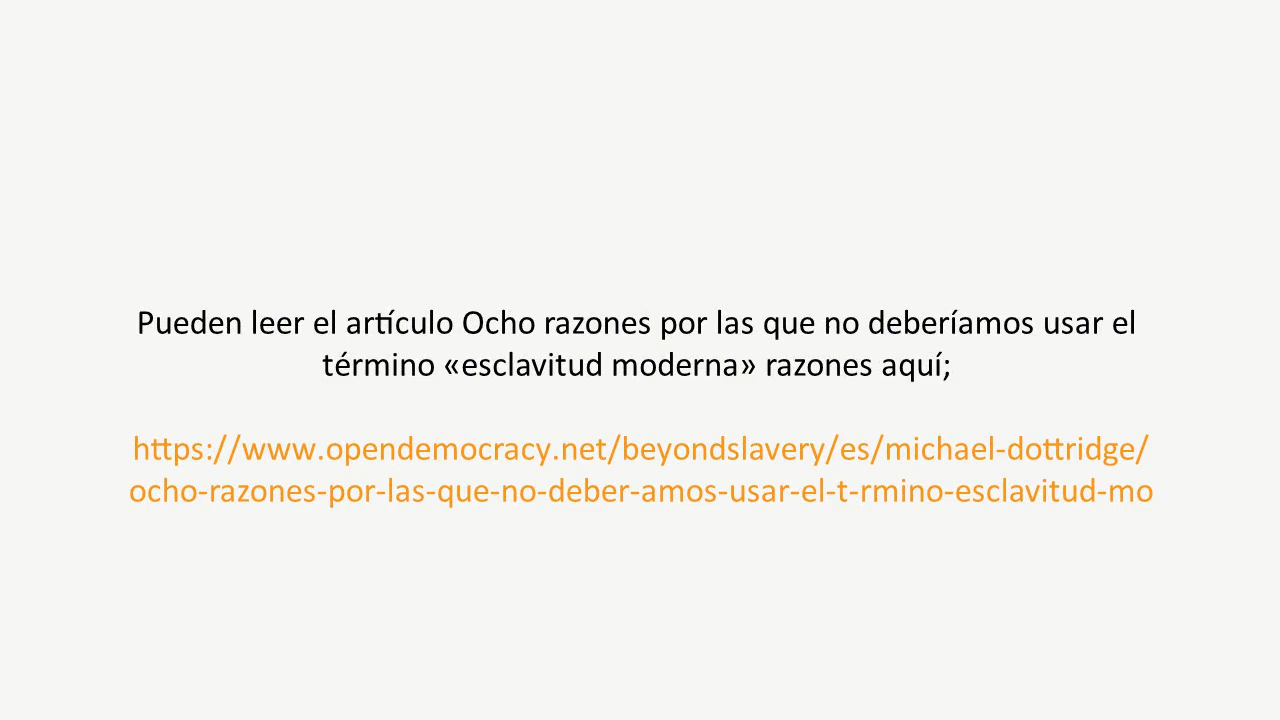 Pueden leer el artículo Ocho razones por las que no deberíamos usar el
término «esclavitud moderna» razones aquí;
https://www.opendemocracy.net/beyondslavery/es/michael-dottridge/
ocho-razones-por-las-que-no-deber-amos-usar-el-t-rmino-esclavitud-mo